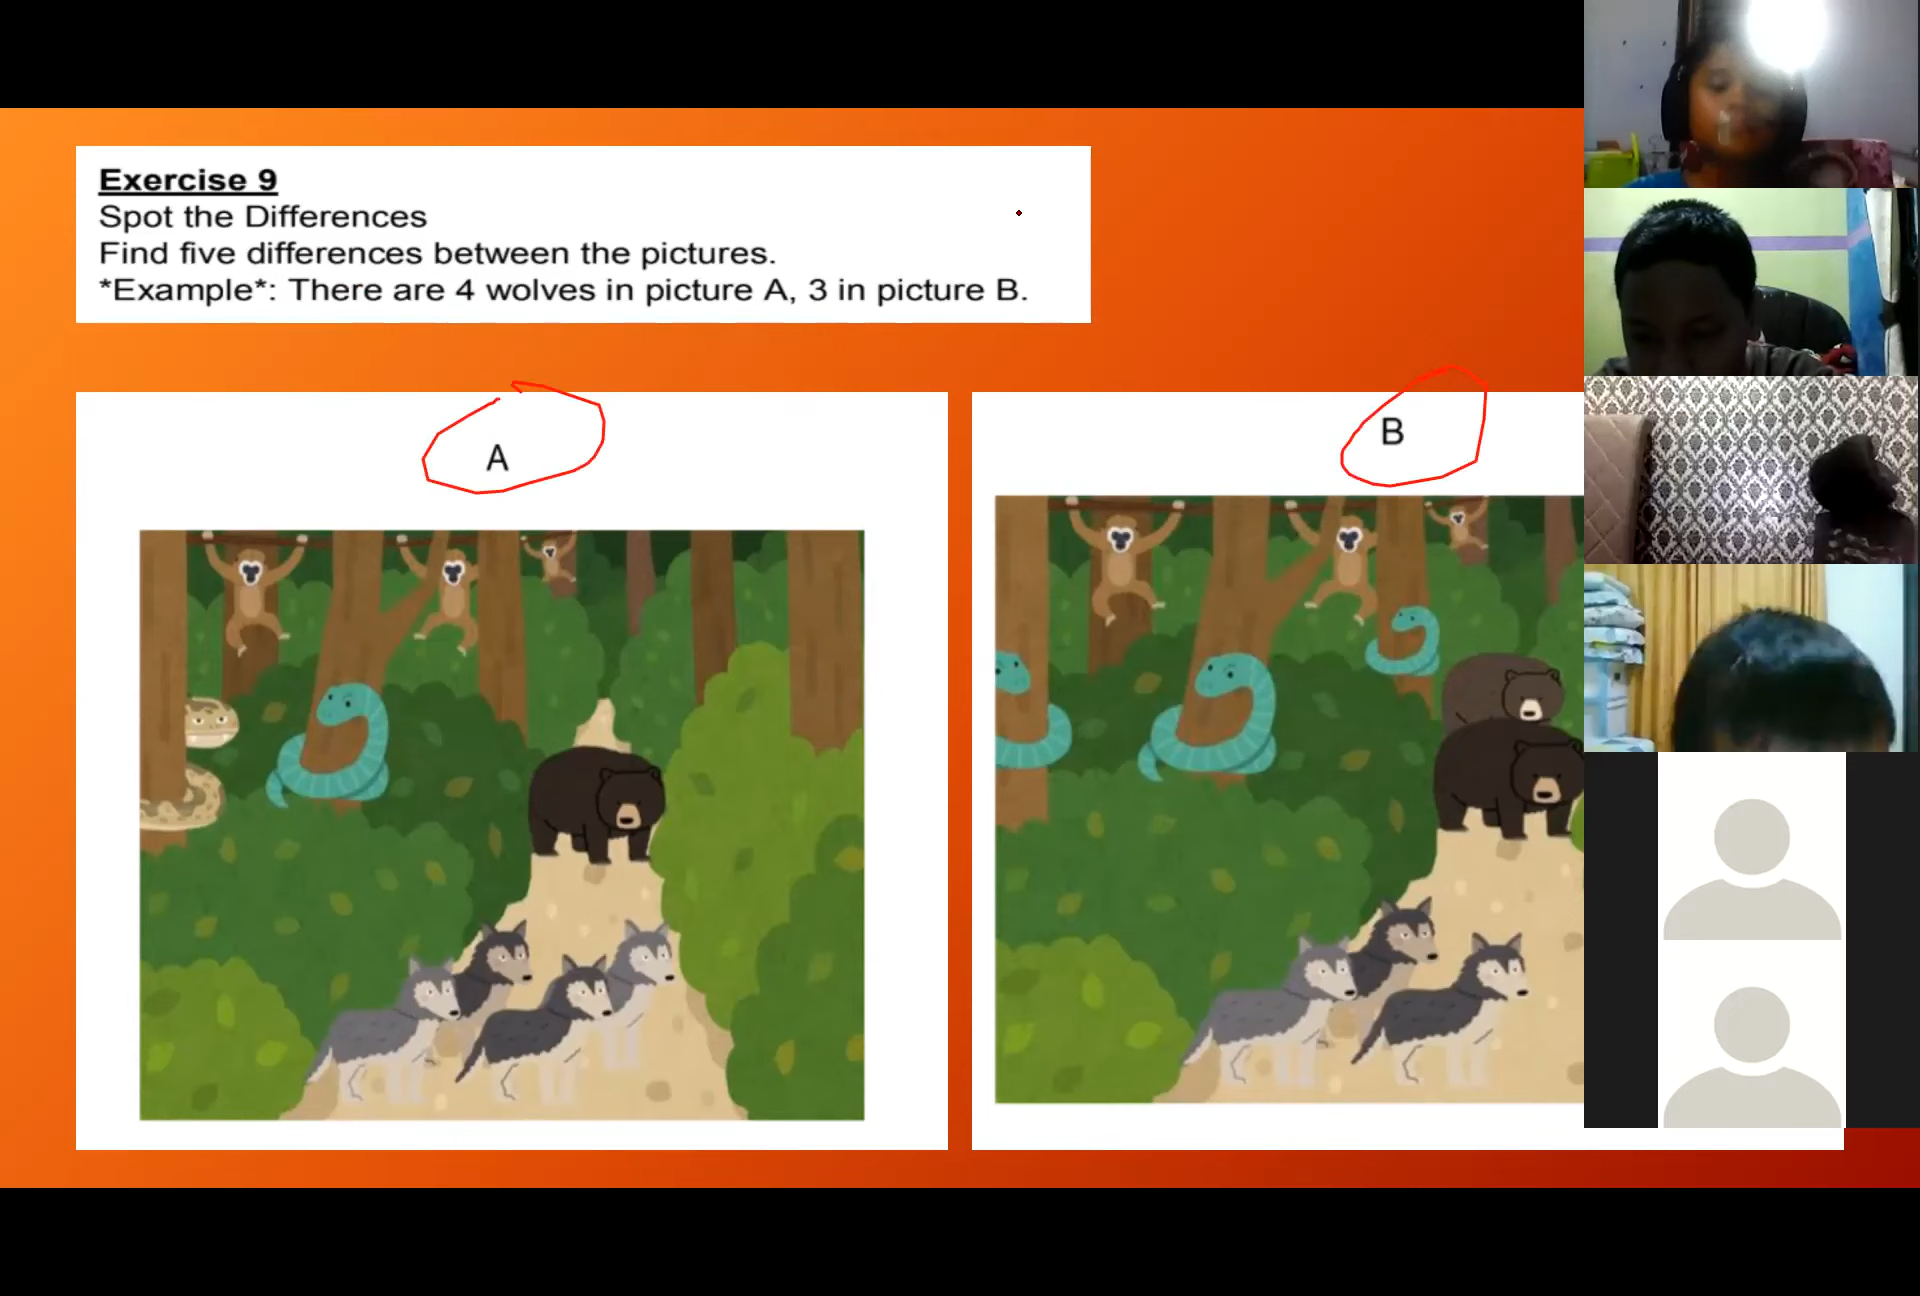 Exercise 9
Spot the Differences
Find five differences between the pictures.
*Example*: There are 4 wolves in picture A, 3 in picture B.
A
B